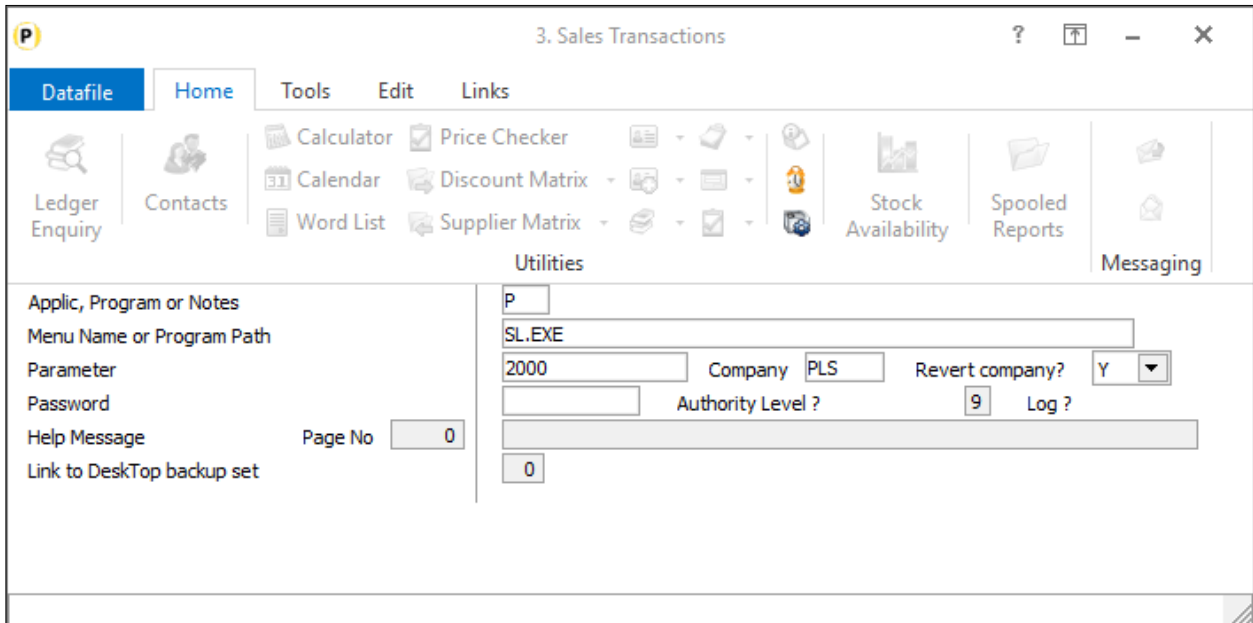 P 3. Sales Transactions ?
Datafile Home Tools Edit Links
Ledger Enquiry
Contacts
Calculator Price Checker
31 Calendar Discount Matrix
Word List Supplier Matrix
Stock Availability
Spooled Reports
Utilities Messaging
Applic, Program or Notes P
Menu Name or Program Path SL.EXE
Parameter 2000 Company PLS Revert company? Y
Password Authority Level ? 9 Log ?
Help Message Page No 0
Link to DeskTop backup set 0